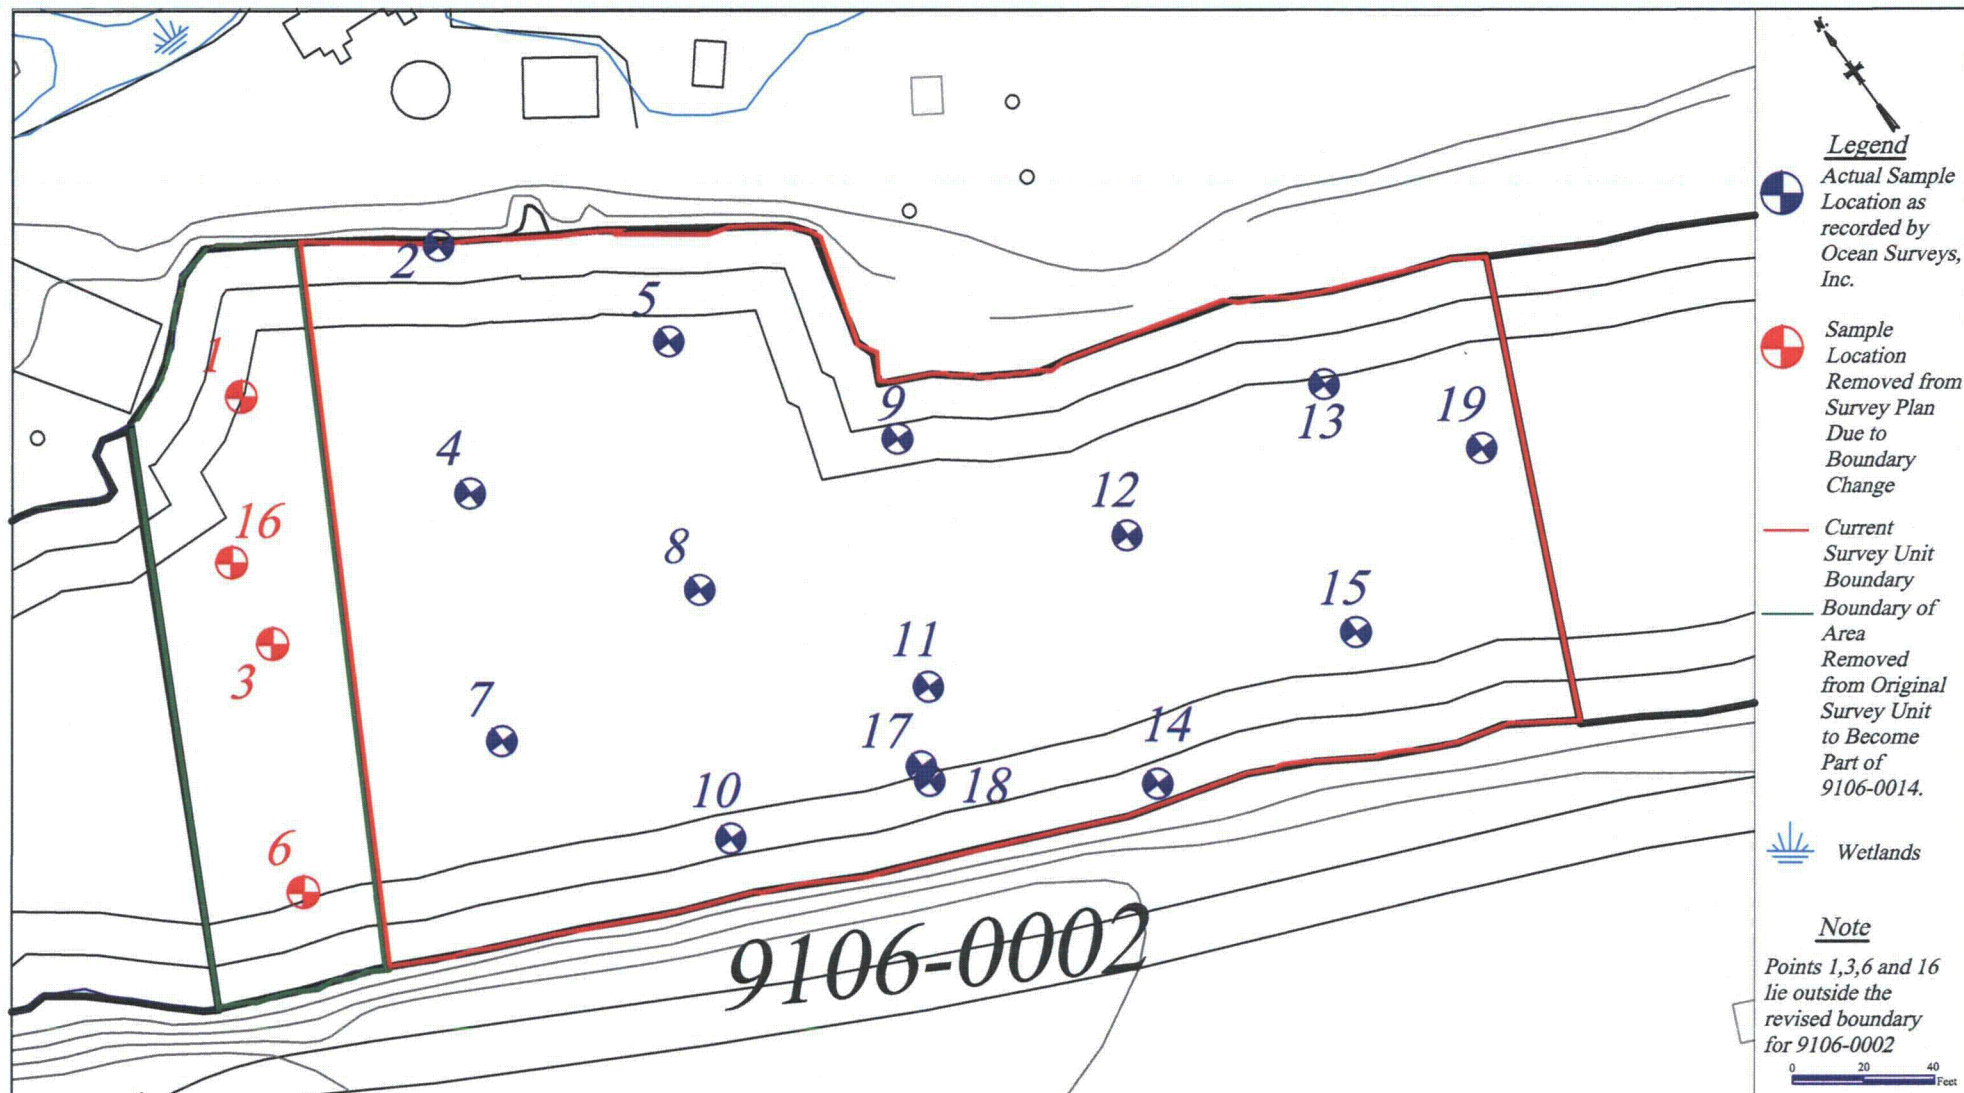 2
5
1
9
13
19
4
12
16
8
15
3
11
7
17
14
10
18
6
9106-0002
N
Legend
Actual Sample
Location as
recorded by
Ocean Surveys,
Inc.
Sample
Location
Removed from
Survey Plan
Due to
Boundary
Change
Current
Survey Unit
Boundary
Boundary of
Area
Removed
from Original
Survey Unit
to Become
Part of
9106-0014.
Wetlands
Note
Points 1,3,6 and 16
lie outside the
revised boundary
for 9106-0002
0 20 40
Feet